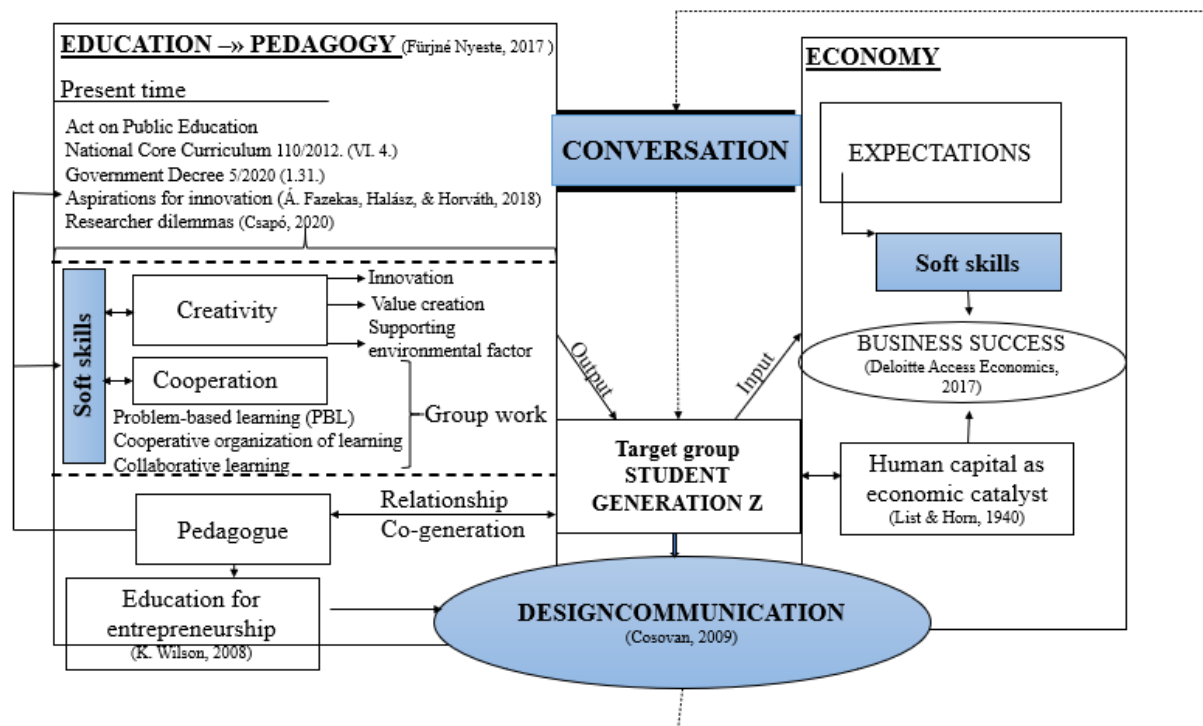 EDUCATION –» PEDAGOGY (Fürjné Nyeste, 2017 )
Present time
Act on Public Education
National Core Curriculum 110/2012. (VI. 4.)
Government Decree 5/2020 (1.31.)
Aspirations for innovation (Á. Fazekas, Halász, & Horváth, 2018)
Researcher dilemmas (Csapó, 2020)
Soft skills
Creativity
Innovation
Value creation
Supporting
environmental factor
Cooperation
Problem-based learning (PBL)
Cooperative organization of learning
Collaborative learning
Group work
Pedagogue
Relationship
Co-generation
Education for
entrepreneurship
(K. Wilson, 2008)
CONVERSATION
Output
Input
Target group
STUDENT
GENERATION Z
DESIGNCOMMUNICATION
(Cosovan, 2009)
ECONOMY
EXPECTATIONS
Soft skills
BUSINESS SUCCESS
(Deloitte Access Economics,
2017)
Human capital as
economic catalyst
(List & Horn, 1940)